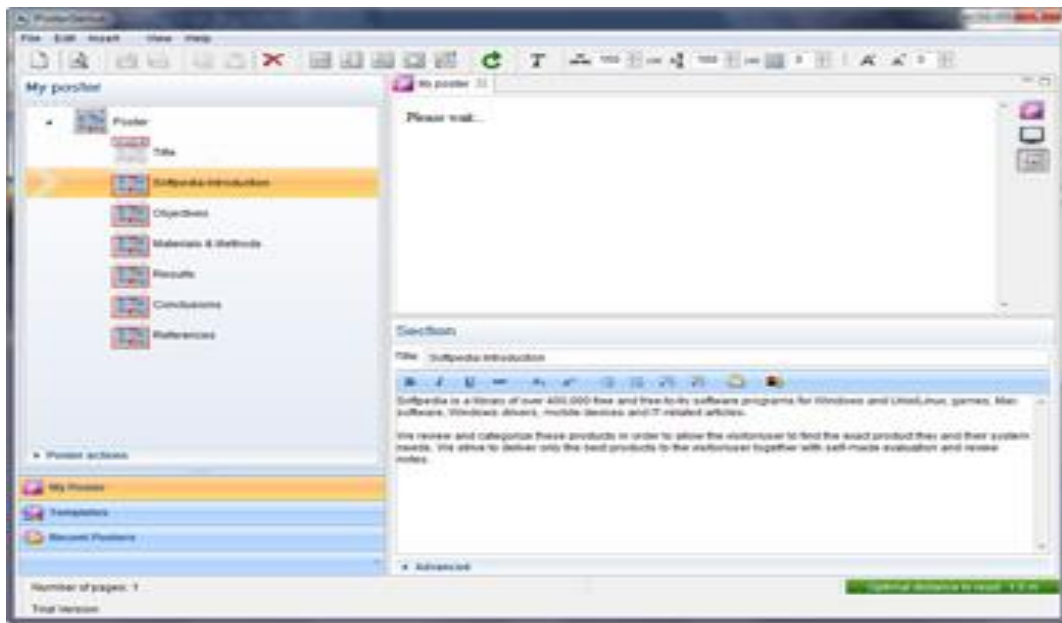 PosterGenius
File Edit Insert View Help
My poster
My poster
Please wait...
Poster
Title
Softpedia-Introduction
Objectives
Materials & Methods
Results
Conclusions
References
Section
Title Softpedia-Introduction
B I U
Softpedia is a library of over 400,000 free and free-to-try software programs for Windows and Unix/Linux, games, Mac
software, Windows drivers, mobile devices and IT-related articles.
We review and categorize these products in order to allow the visitor/user to find the exact product they and their system
needs. We strive to deliver only the best products to the visitor/user together with self-made evaluation and review
notes.
Poster actions
My Poster
Templates
Recent Posters
Advanced
Number of pages: 1
Optimal distance to read:
Trial Version